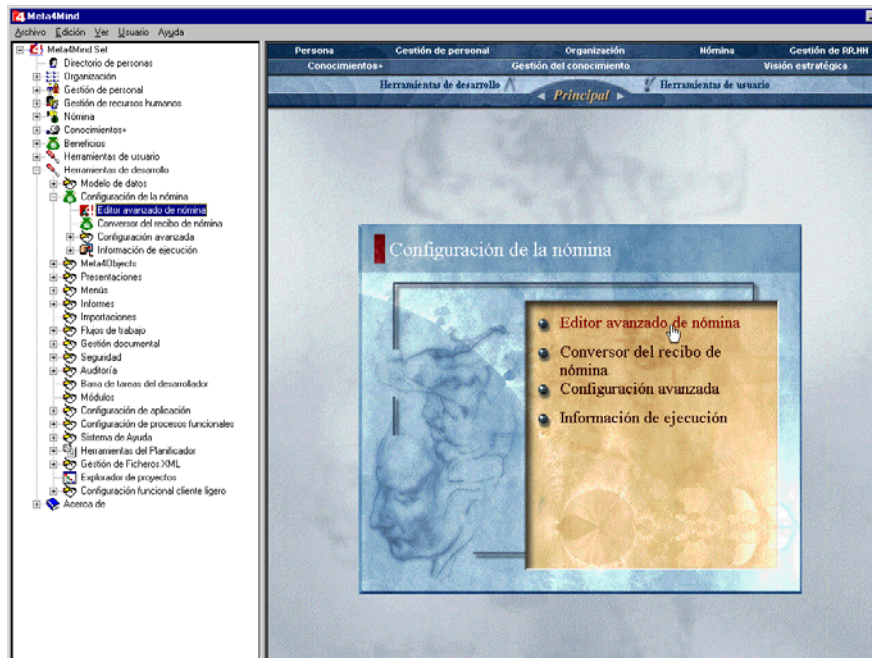 Meta4Mind
Archivo Edición Ver Usuario Ayuda
Meta4Mind Set
Directorio de personas
Organización
Gestión de personal
Gestión de recursos humanos
Nómina
Conocimientos+
Beneficios
Herramientas de usuario
Herramientas de desarrollo
Modelo de datos
Configuración de la nómina
Editor avanzado de nómina
Conversor del recibo de nómina
Configuración avanzada
Información de ejecución
Meta4Objects
Presentaciones
Menús
Informes
Importaciones
Flujos de trabajo
Gestión documental
Seguridad
Auditoría
Barra de tareas del desarrollador
Módulos
Configuración de aplicación
Configuración de procesos funcionales
Sistema de Ayuda
Herramientas del Planificador
Gestión de Ficheros XML
Explorador de proyectos
Configuración funcional cliente ligero
Acerca de
Persona Gestión de personal Organización Nómina Gestión de RR.HH
Conocimientos+ Gestión del conocimiento Visión estratégica
Herramientas de desarrollo Herramientas de usuario
Principal
Configuración de la nómina
Editor avanzado de nómina
Conversor del recibo de
nómina
Configuración avanzada
Información de ejecución